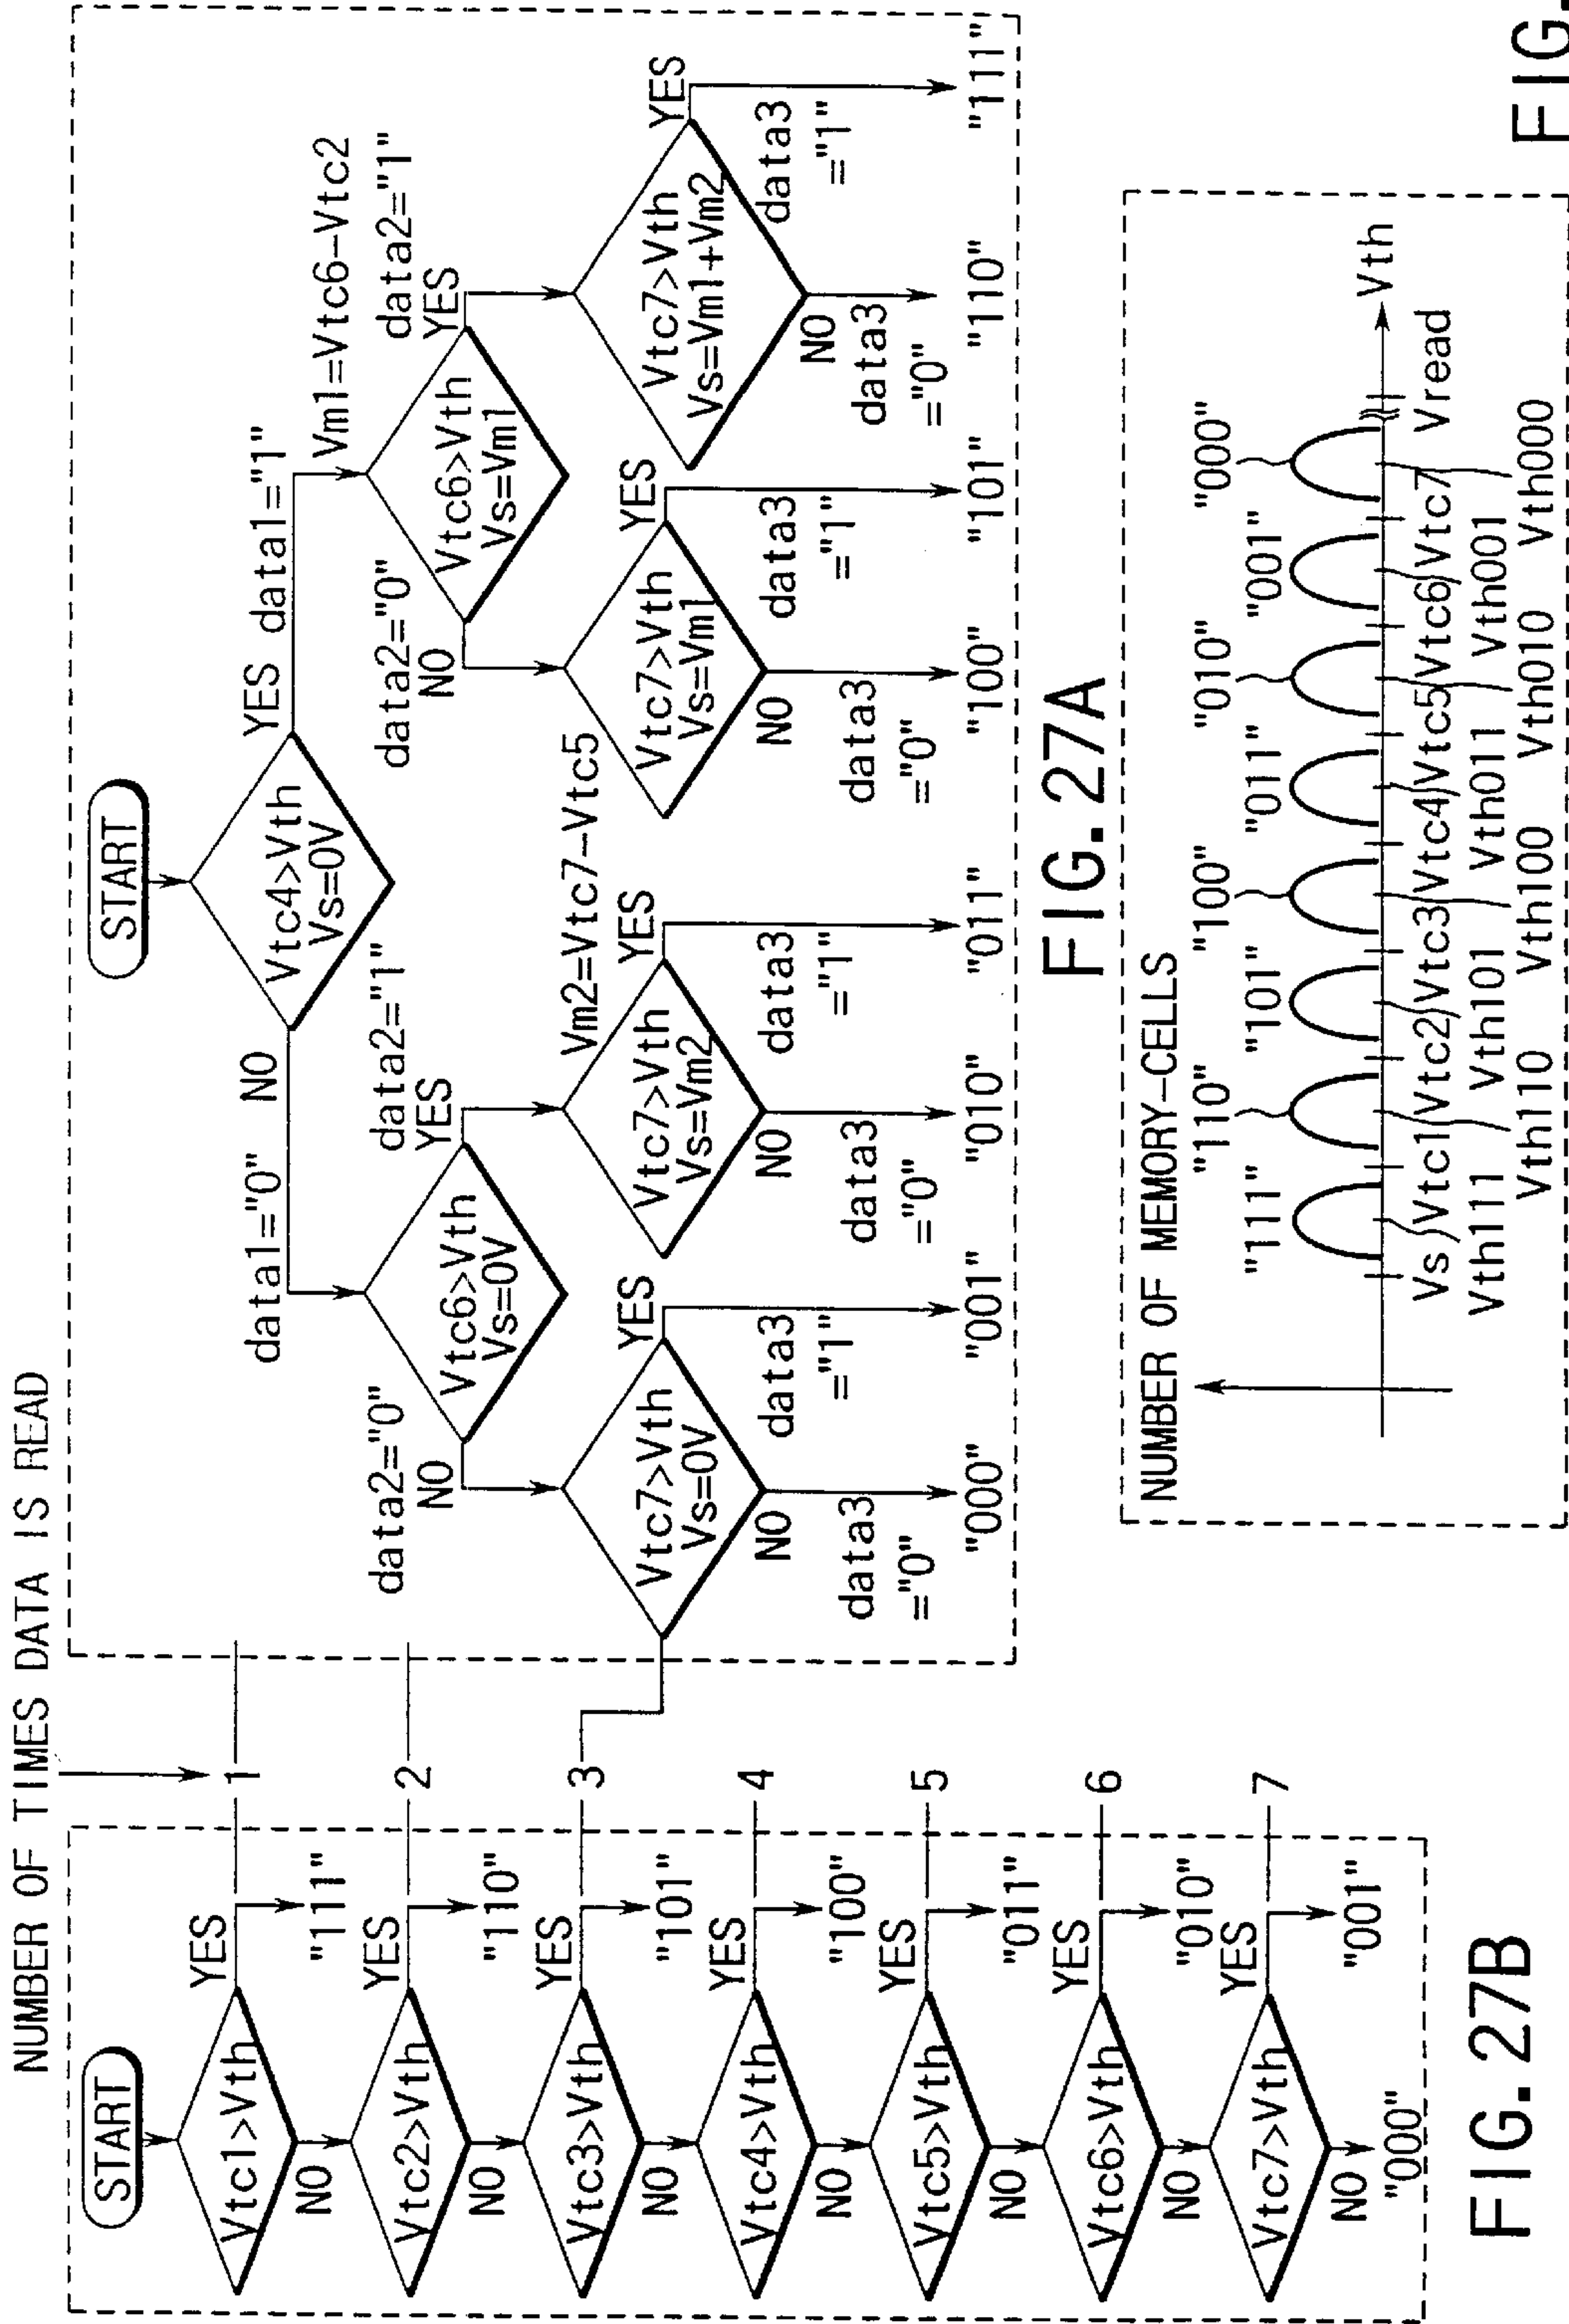 NUMBER OF TIMES DATA IS READ
START
Vtc1>Vth
YES
"111"
NO
Vtc2>Vth
YES
"110"
NO
Vtc3>Vth
YES
"101"
NO
Vtc4>Vth
YES
"100"
NO
Vtc5>Vth
YES
"011"
NO
Vtc6>Vth
YES
"010"
NO
Vtc7>Vth
YES
"001"
NO
"000"
FIG. 27B
1
2
3
4
5
6
7
START
Vtc4>Vth
Vs=0V
NO
data1="0"
YES data1="1"
Vtc6>Vth
Vs=0V
data2="0"
NO
data2="1"
YES
Vm1=Vtc6-Vtc2
Vtc6>Vth
Vs=Vm1
data2="0"
NO
data2="1"
YES
Vtc7>Vth
Vs=0V
NO
data3
="0"
"000"
YES
data3
="1"
"001"
Vm2=Vtc7-Vtc5
Vtc7>Vth
Vs=Vm2
NO
data3
="0"
"010"
YES
data3
="1"
"011"
Vtc7>Vth
Vs=Vm1
NO
data3
="0"
"100"
YES
data3
="1"
"101"
Vtc7>Vth
Vs=Vm1+Vm2
NO
data3
="0"
"110"
YES
data3
="1"
"111"
FIG. 27A
NUMBER OF MEMORY-CELLS
"111" "110" "101" "100" "011" "010" "001" "000"
Vth
Vs Vtc1 Vtc2 Vtc3 Vtc4 Vtc5 Vtc6 Vtc7 Vread
Vth111 Vth101 Vth011 Vth001
Vth110 Vth100 Vth010 Vth000
FIG.